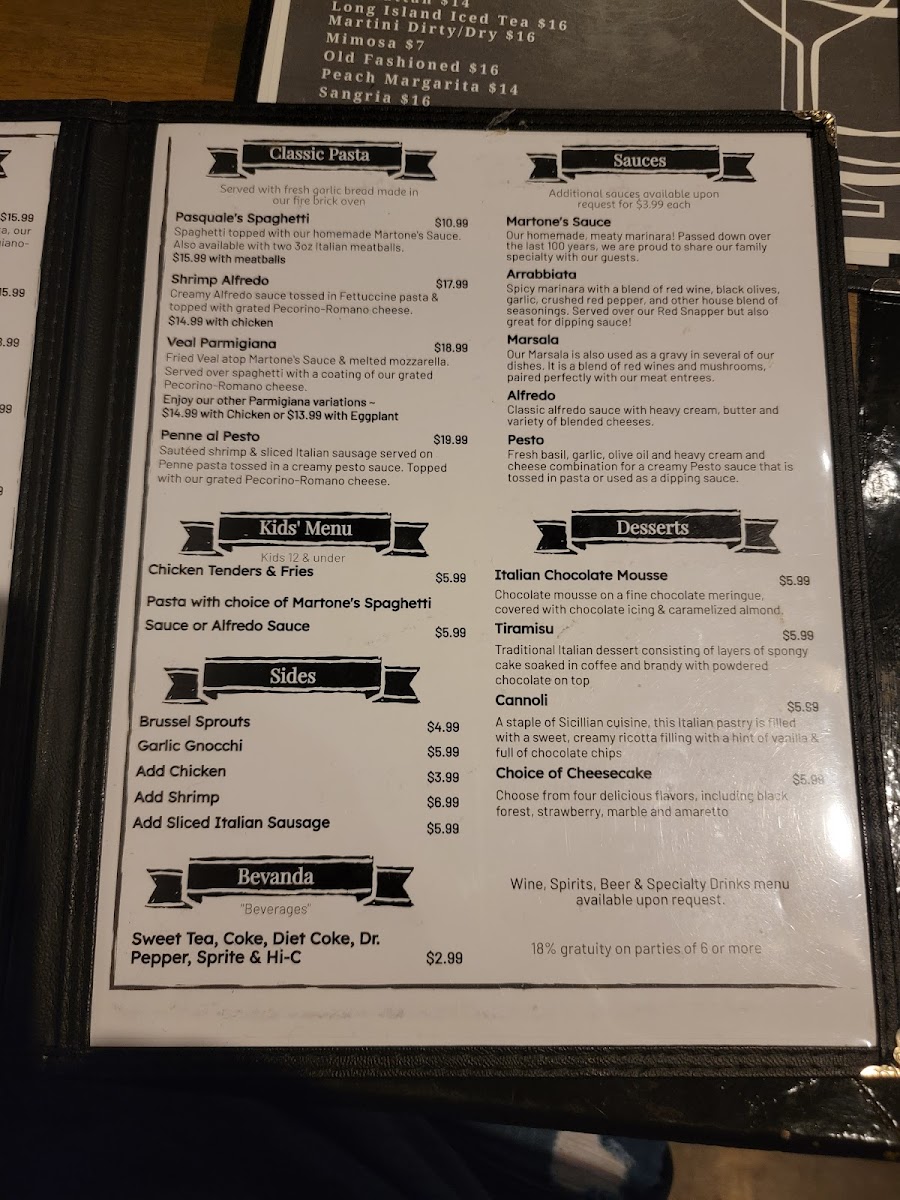 $14
Long Island Iced Tea $16
Martini Dirty/Dry $16
Mimosa $7
Old Fashioned $16
Peach Margarita $14
Sangria $16
$15.99
a, our
iano-
15.99
.99
99
Classic Pasta
Served with fresh garlic bread made in
our fire brick oven
Pasquale's Spaghetti $10.99
Spaghetti topped with our homemade Martone's Sauce.
Also available with two 3oz Italian meatballs.
$15.99 with meatballs
Shrimp Alfredo $17.99
Creamy Alfredo sauce tossed in Fettuccine pasta &
topped with grated Pecorino-Romano cheese.
$14.99 with chicken
Veal Parmigiana $18.99
Fried Veal atop Martone's Sauce & melted mozzarella.
Served over spaghetti with a coating of our grated
Pecorino-Romano cheese.
Enjoy our other Parmigiana variations ~
$14.99 with Chicken or $13.99 with Eggplant
Penne al Pesto $19.99
Sautéed shrimp & sliced Italian sausage served on
Penne pasta tossed in a creamy pesto sauce. Topped
with our grated Pecorino-Romano cheese.
Kids' Menu
Kids 12 & under
Chicken Tenders & Fries $5.99
Pasta with choice of Martone's Spaghetti
Sauce or Alfredo Sauce $5.99
Sides
Brussel Sprouts $4.99
Garlic Gnocchi $5.99
Add Chicken $3.99
Add Shrimp $6.99
Add Sliced Italian Sausage $5.99
Bevanda
"Beverages"
Sweet Tea, Coke, Diet Coke, Dr.
Pepper, Sprite & Hi-C $2.99
Sauces
Additional sauces available upon
request for $3.99 each
Martone's Sauce
Our homemade, meaty marinara! Passed down over
the last 100 years, we are proud to share our family
specialty with our guests.
Arrabbiata
Spicy marinara with a blend of red wine, black olives,
garlic, crushed red pepper, and other house blend of
seasonings. Served over our Red Snapper but also
great for dipping sauce!
Marsala
Our Marsala is also used as a gravy in several of our
dishes. It is a blend of red wines and mushrooms,
paired perfectly with our meat entrees.
Alfredo
Classic alfredo sauce with heavy cream, butter and
variety of blended cheeses.
Pesto
Fresh basil, garlic, olive oil and heavy cream and
cheese combination for a creamy Pesto sauce that is
tossed in pasta or used as a dipping sauce.
Desserts
Italian Chocolate Mousse $5.99
Chocolate mousse on a fine chocolate meringue,
covered with chocolate icing & caramelized almond.
Tiramisu $5.99
Traditional Italian dessert consisting of layers of spongy
cake soaked in coffee and brandy with powdered
chocolate on top
Cannoli $5.99
A staple of Sicillian cuisine, this Italian pastry is filled
with a sweet, creamy ricotta filling with a hint of vanilla &
full of chocolate chips
Choice of Cheesecake $5.99
Choose from four delicious flavors, including black
forest, strawberry, marble and amaretto
Wine, Spirits, Beer & Specialty Drinks menu
available upon request.
18% gratuity on parties of 6 or more